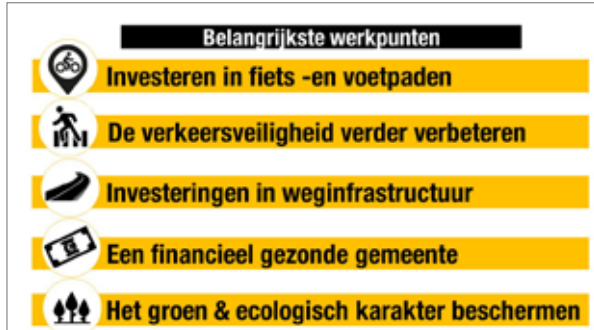 Belangrijkste werkpunten
Investeren in fiets -en voetpaden
De verkeersveiligheid verder verbeteren
Investeringen in weginfrastructuur
Een financieel gezonde gemeente
Het groen & ecologisch karakter beschermen